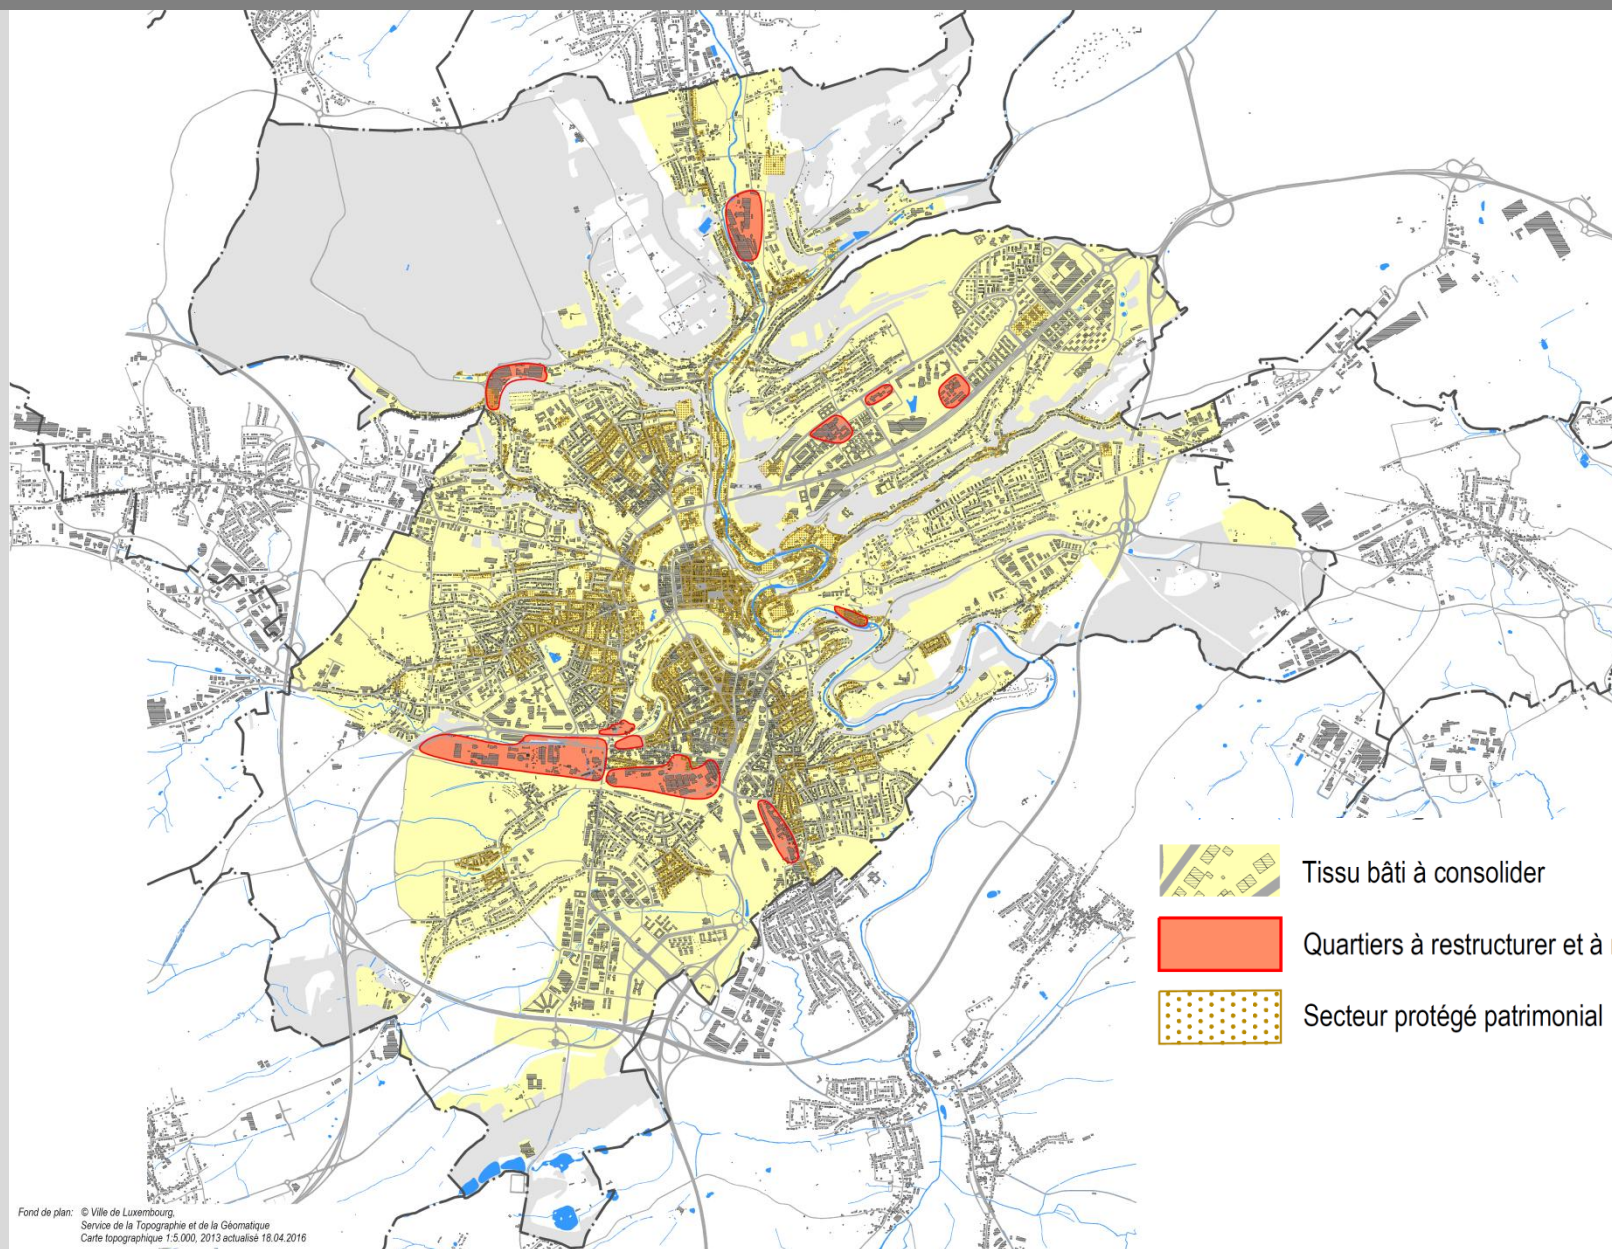 Tissu bâti à consolider
Quartiers à restructurer et à
Secteur protégé patrimonial
Fond de plan: © Ville de Luxembourg,
Service de la Topographie et de la Géomatique
Carte topographique 1:5.000, 2013 actualisé 18.04.2016